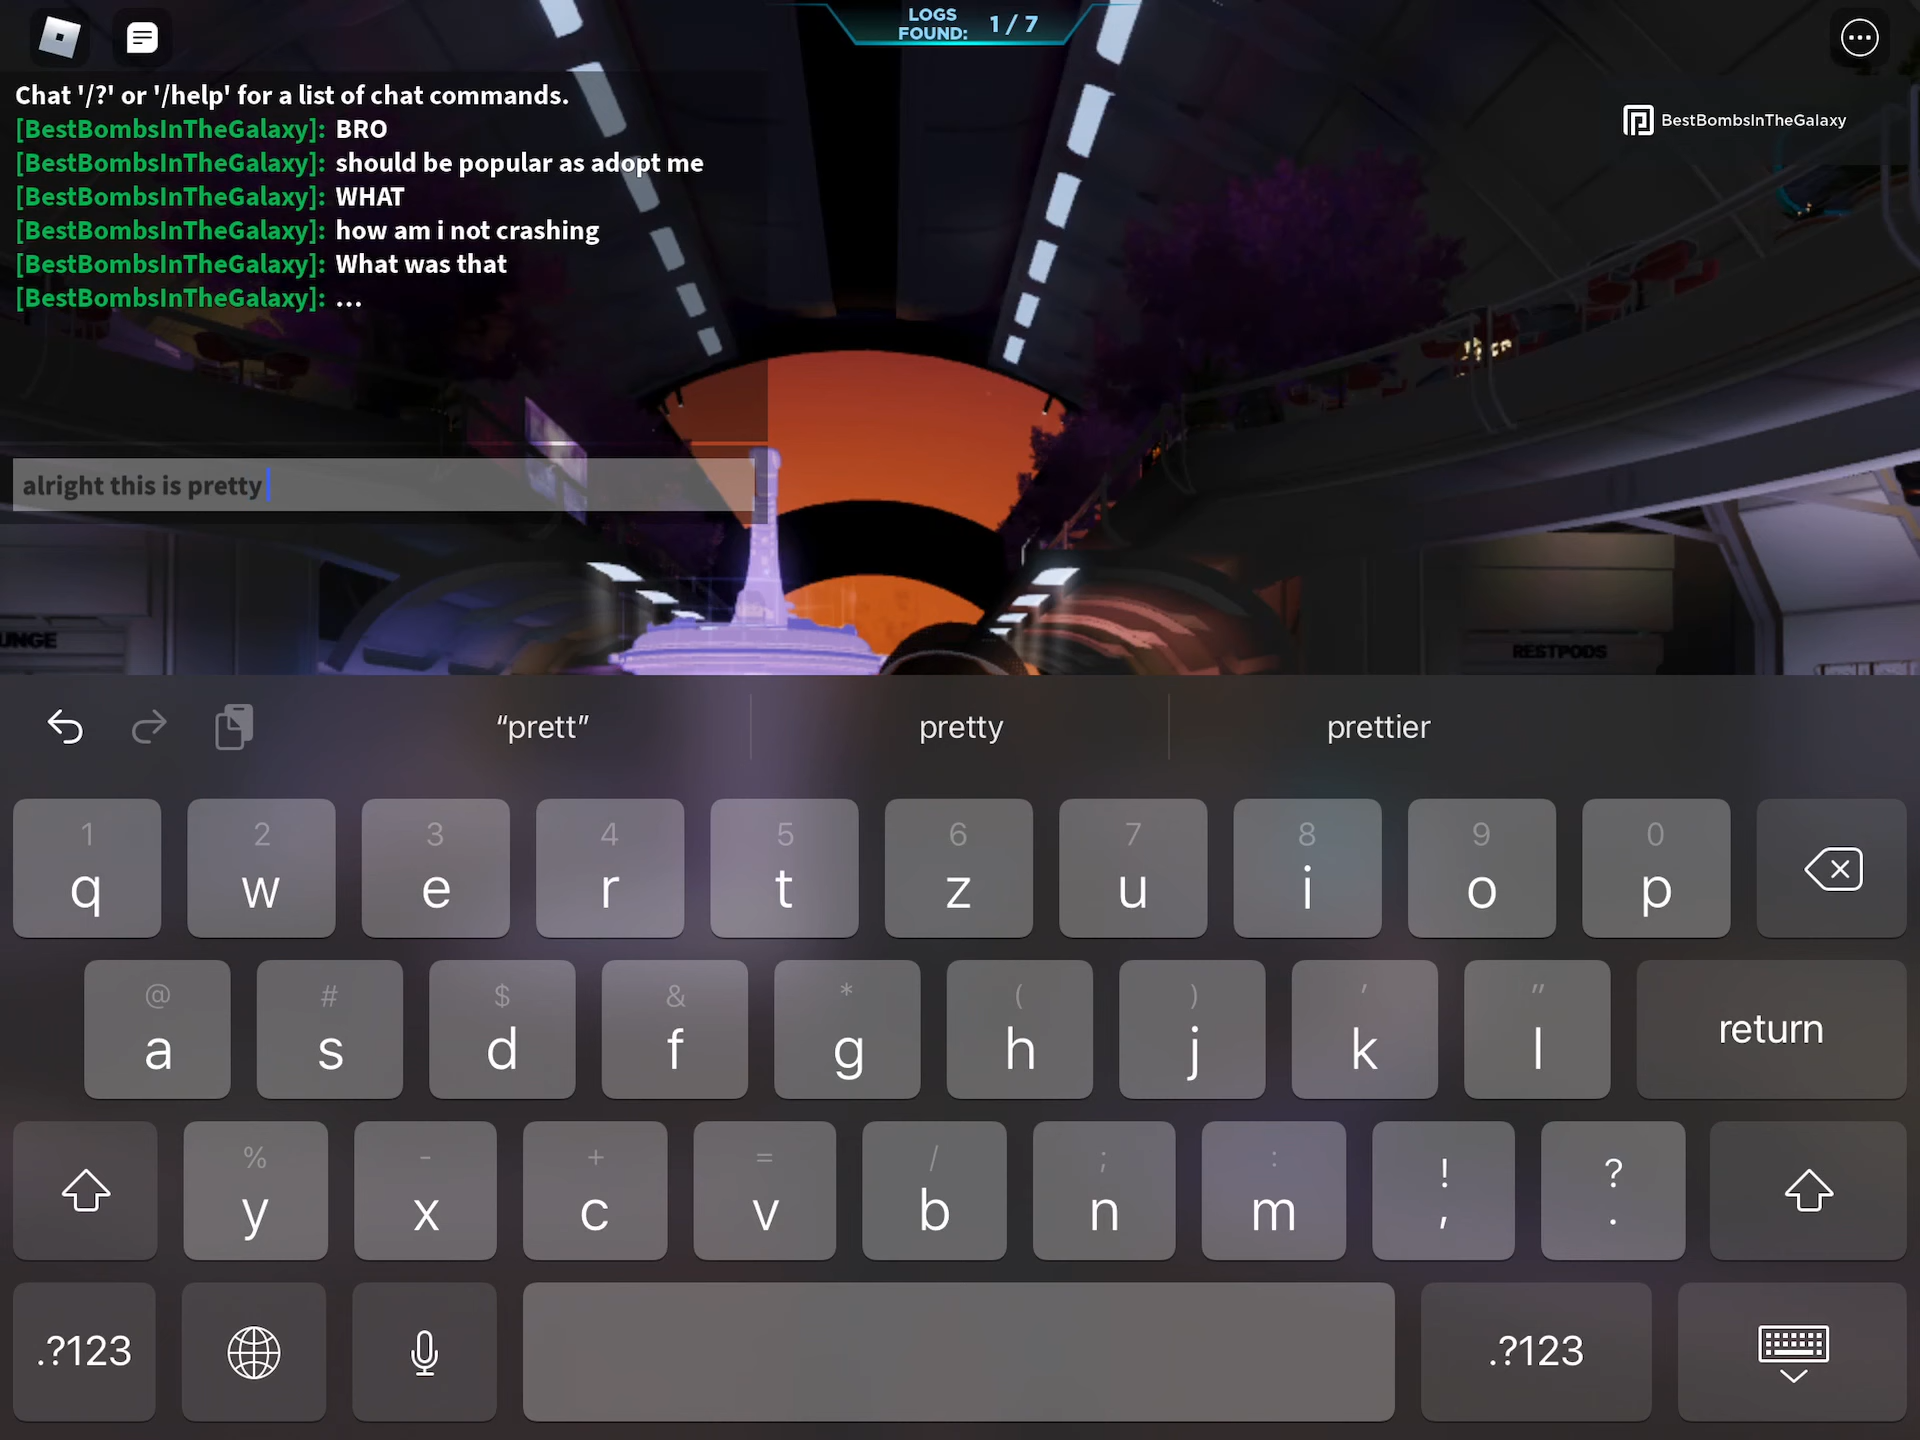 LOGS
FOUND: 1 / 7
Chat '/?' or '/help' for a list of chat commands.
[BestBombsInTheGalaxy]: BRO
BestBombsInTheGalaxy
[BestBombsInTheGalaxy]: should be popular as adopt me
[BestBombsInTheGalaxy]: WHAT
[BestBombsInTheGalaxy]: how am i not crashing
[BestBombsInTheGalaxy]: What was that
[BestBombsInTheGalaxy]: ...
alright this is pretty
UNGE
RESTPODS
“prett” pretty prettier
1 2 3 4 5 6 7 8 9 0
q w e r t z u i o p
@ # $ & * ( ) ' "
a s d f g h j k l return
% - + = / ; : ! ?
y x c v b n m , .
.?123 .?123